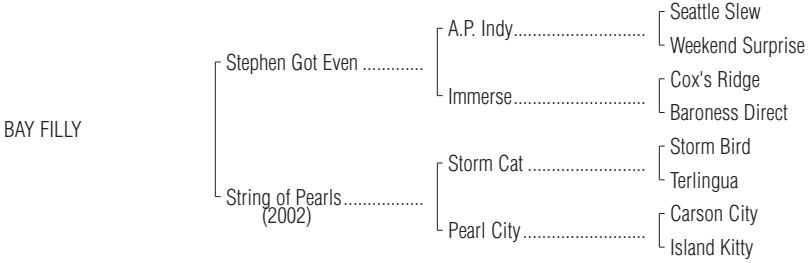 Seattle Slew
A.P. Indy..............................
Weekend Surprise
Stephen Got Even .............
Cox's Ridge
Immerse..............................
Baroness Direct
BAY FILLY
Storm Bird
Storm Cat ...........................
Terlingua
String of Pearls.................
(2002)
Carson City
Pearl City............................
Island Kitty